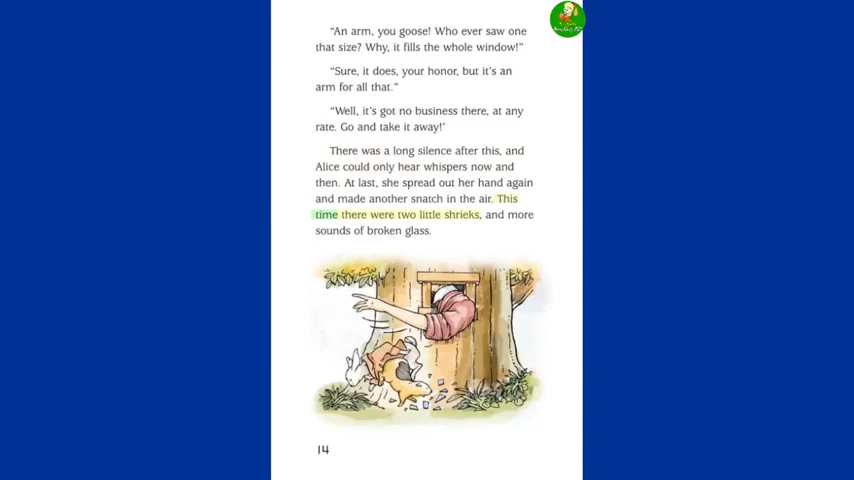 “An arm, you goose! Who ever saw one
that size? Why, it fills the whole window!”
“Sure, it does, your honor, but it’s an
arm for all that.”
“Well, it’s got no business there, at any
rate. Go and take it away!’
There was a long silence after this, and
Alice could only hear whispers now and
then. At last, she spread out her hand again
and made another snatch in the air. This
time there were two little shrieks, and more
sounds of broken glass.
14